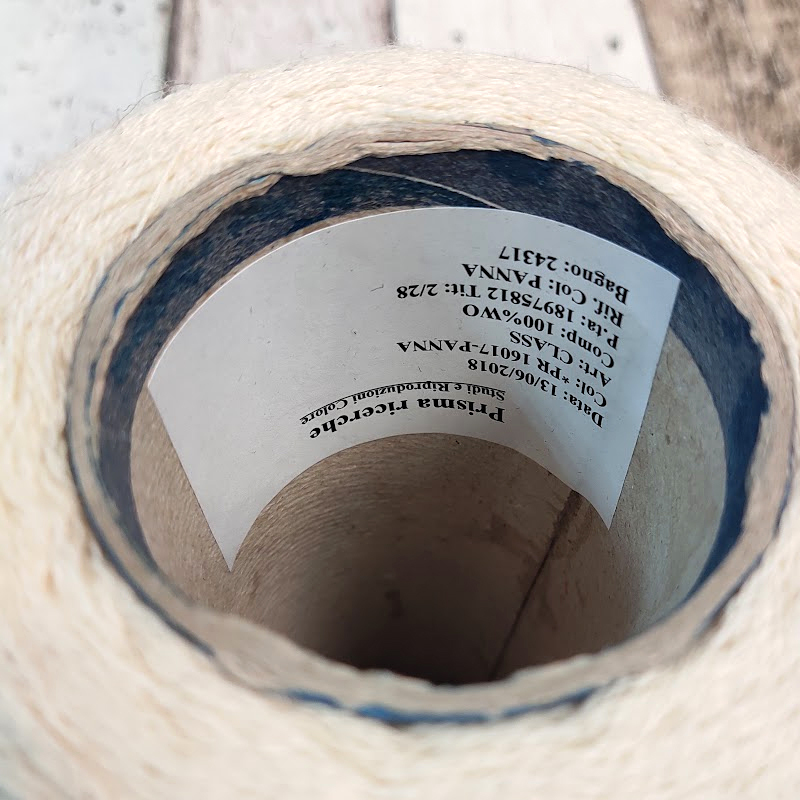 Prisma ricerche
Studi e Riproduzioni Colore
Data: 13/06/2018
Col: *PR 16017-PANNA
Art: CLASS
Comp: 100%WO
P.ta: 18975812 Tit: 2/28
Rif. Col: PANNA
Bagno: 24317